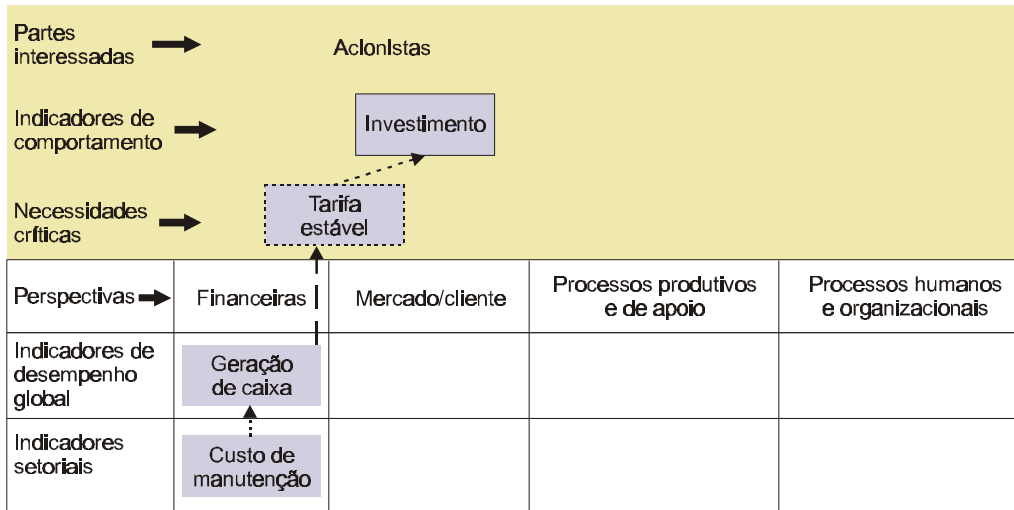 Partes
interessadas
Acionistas
Indicadores de
comportamento
Investimento
Necessidades
críticas
Tarifa
estável
Perspectivas
Financeiras
Mercado/cliente
Processos produtivos
e de apoio
Processos humanos
e organizacionais
Indicadores de
desempenho
global
Geração
de caixa
Indicadores
setoriais
Custo de
manutenção